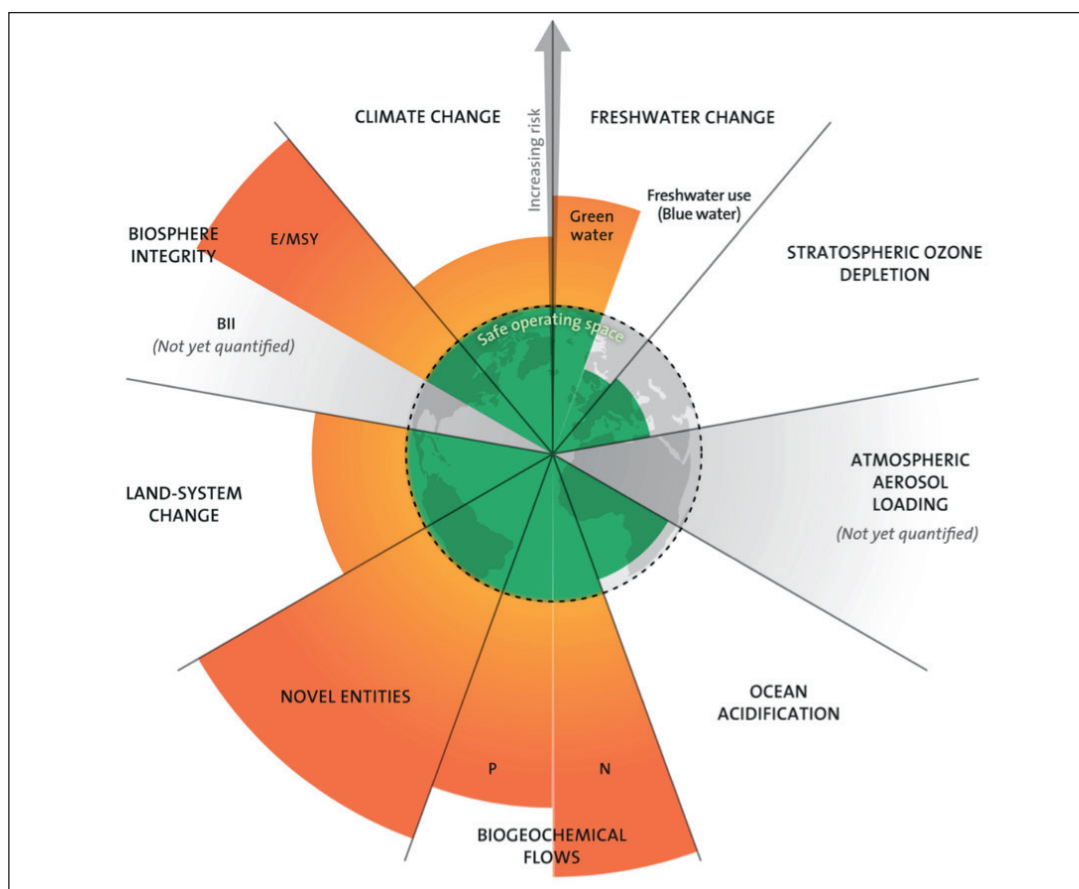 CLIMATE CHANGE
Increasing risk
FRESHWATER CHANGE
Green
water
Freshwater use
(Blue water)
STRATOSPHERIC OZONE
DEPLETION
BIOSPHERE
INTEGRITY
E/MSY
BII
(Not yet quantified)
Safe operating space
ATMOSPHERIC
AEROSOL
LOADING
(Not yet quantified)
LAND-SYSTEM
CHANGE
NOVEL ENTITIES
OCEAN
ACIDIFICATION
P
N
BIOGEOCHEMICAL
FLOWS